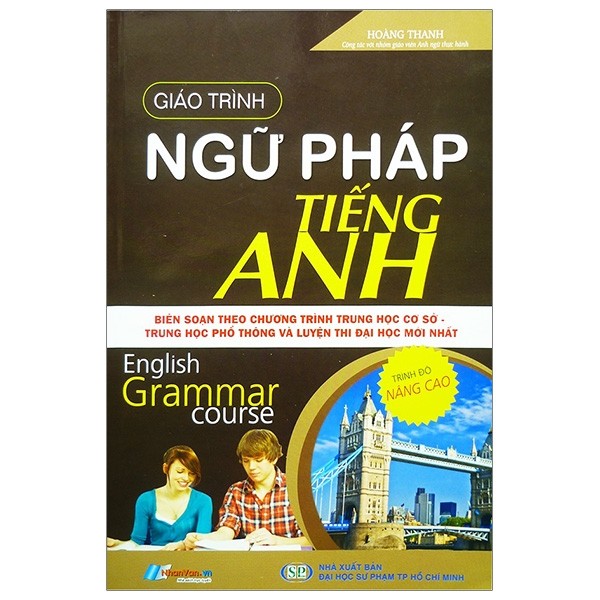 HOÀNG THANH
Cộng tác với nhóm giáo viên Anh ngữ thực hành
GIÁO TRÌNH
NGỮ PHÁP
TIẾNG
ANH
BIÊN SOẠN THEO CHƯƠNG TRÌNH TRUNG HỌC CƠ SỞ -
TRUNG HỌC PHỔ THÔNG VÀ LUYỆN THI ĐẠI HỌC MỚI NHẤT
English
Grammar
course
TRÌNH ĐỘ
NÂNG CAO
NhanVan.vn
SP
NHÀ XUẤT BẢN
ĐẠI HỌC SƯ PHẠM TP HỒ CHÍ MINH